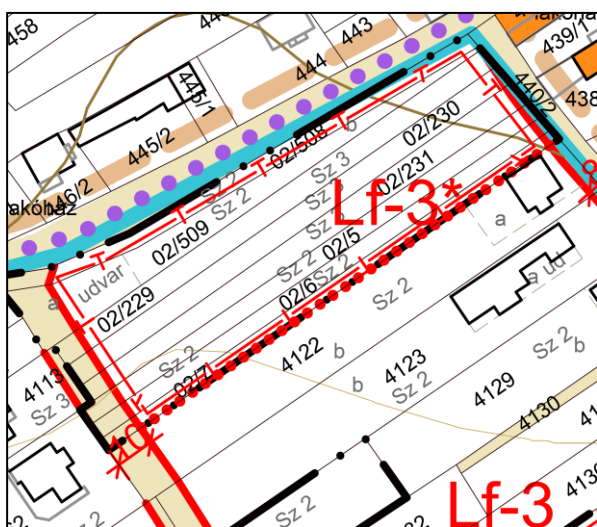 458
444
443
439/1
438
440/2
445/1
445/2
akóház
02/508
b
02/230
Sz 3
02/231
Sz 2
Sz 2
Lf-3*
02/509
02/5
a
udvar
a
Sz 2
Sz 2
02/6
Sz 2
a ud
02/229
4122
b
Sz 2
b
4123
Sz 2
Sz 2
b
4113
Sz 3
02/7
4129
4130
10
Sz 2
Lf-3